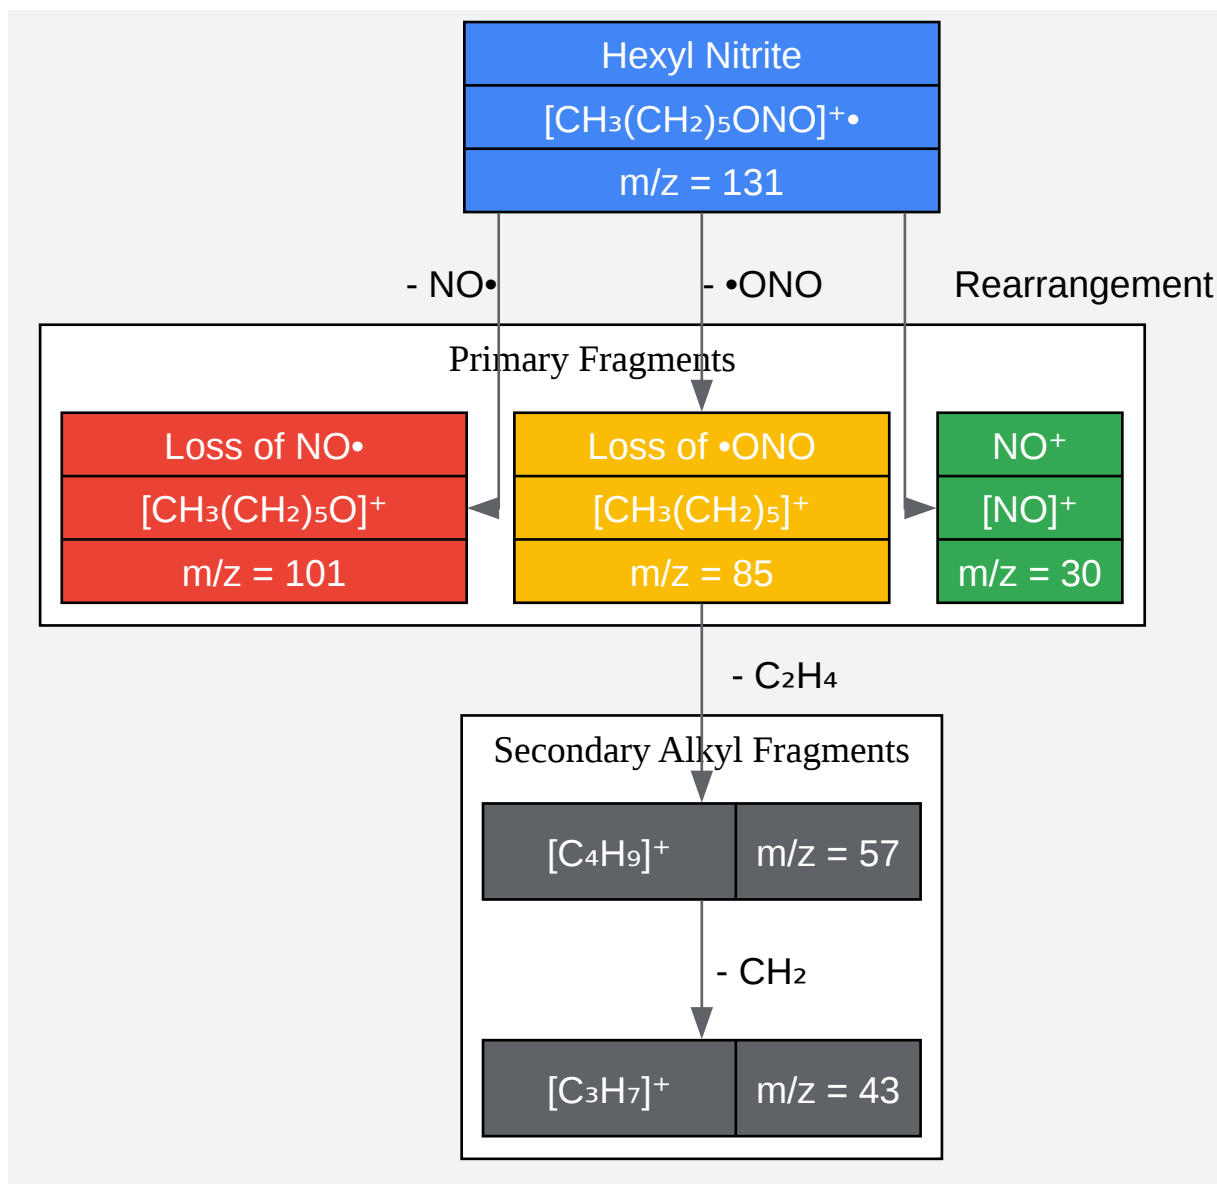 Hexyl Nitrite
[CH₃(CH₂)₅ONO]⁺•
m/z = 131
- NO•
- •ONO
Rearrangement
Primary Fragments
Loss of NO•
[CH₃(CH₂)₅O]⁺
m/z = 101
Loss of •ONO
[CH₃(CH₂)₅]⁺
m/z = 85
NO⁺
[NO]⁺
m/z = 30
- C₂H₄
Secondary Alkyl Fragments
[C₄H₉]⁺
m/z = 57
- CH₂
[C₃H₇]⁺
m/z = 43